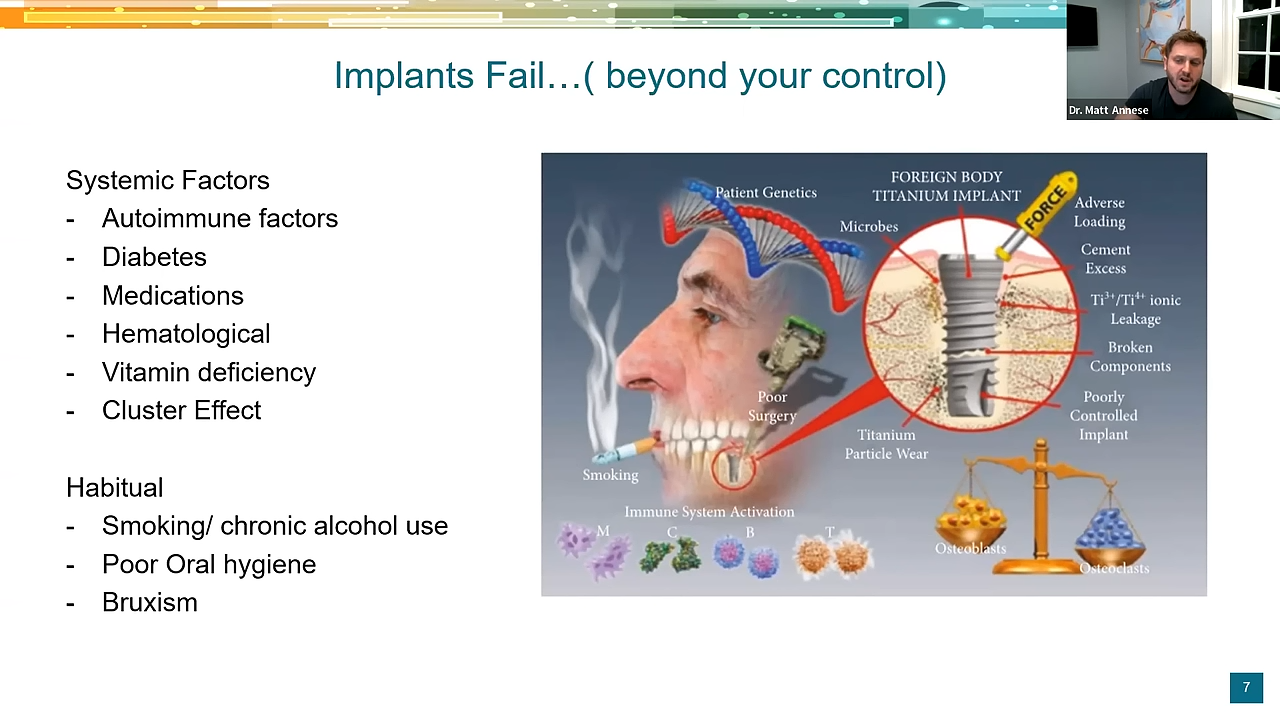 Implants Fail…( beyond your control)
Dr. Matt Annese
Systemic Factors
- Autoimmune factors
- Diabetes
- Medications
- Hematological
- Vitamin deficiency
- Cluster Effect
Habitual
- Smoking/ chronic alcohol use
- Poor Oral hygiene
- Bruxism
Patient Genetics
FOREIGN BODY
TITANIUM IMPLANT
Microbes
FORCE
Adverse
Loading
Cement
Excess
Ti³⁺/Ti⁴⁺ ionic
Leakage
Broken
Components
Poorly
Controlled
Implant
Poor
Surgery
Titanium
Particle Wear
Smoking
Immune System Activation
M
C
B
T
Osteoblasts
Osteoclasts
7